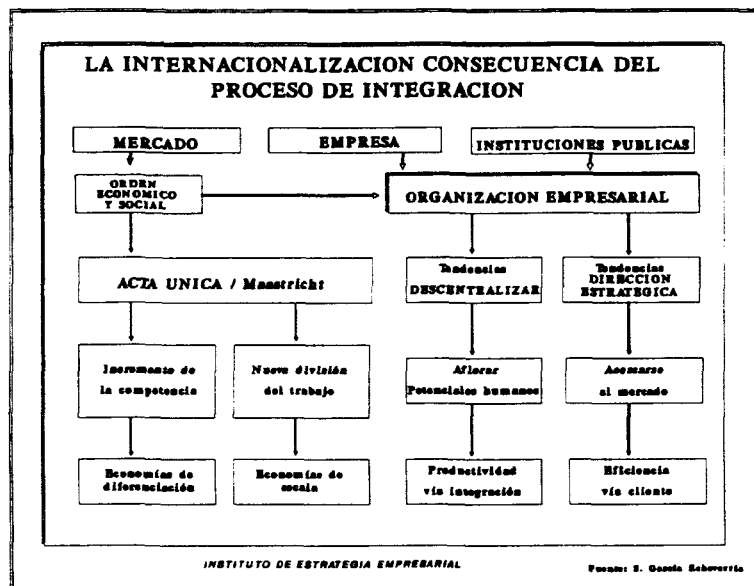 LA INTERNACIONALIZACION CONSECUENCIA DEL
PROCESO DE INTEGRACION
MERCADO
EMPRESA
INSTITUCIONES PUBLICAS
ORDEN
ECONOMICO
Y SOCIAL
ORGANIZACION EMPRESARIAL
ACTA UNICA / Maastricht
Tendencias
DESCENTRALIZAR
Tendencias
DIRECCION
ESTRATEGICA
Incremento de
la competencia
Nueva división
del trabajo
Aflorar
Potenciales humanos
Acercarse
al mercado
Economías de
diferenciación
Economías de
escala
Productividad
vía integración
Eficiencia
vía cliente
INSTITUTO DE ESTRATEGIA EMPRESARIAL
Fuente: S. García Echevarría